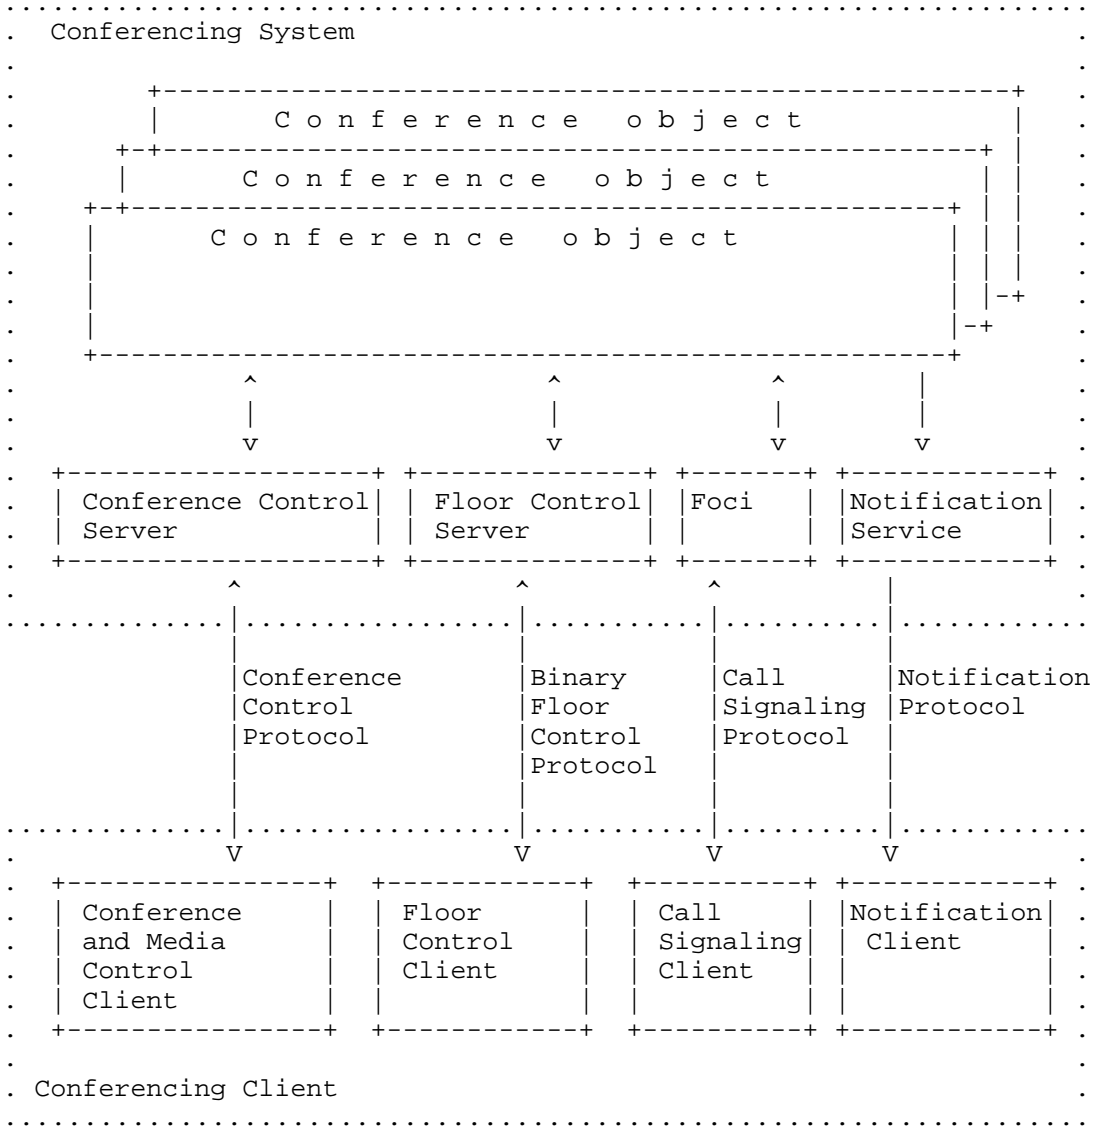 Conferencing System
C o n f e r e n c e   o b j e c t
C o n f e r e n c e   o b j e c t
C o n f e r e n c e   o b j e c t
Conference Control Floor Control Foci Notification
Server Server Service
Conference Binary Call Notification
Control Floor Signaling Protocol
Protocol Control Protocol
Protocol
Conference Floor Call Notification
and Media Control Signaling Client
Control Client Client
Client
Conferencing Client